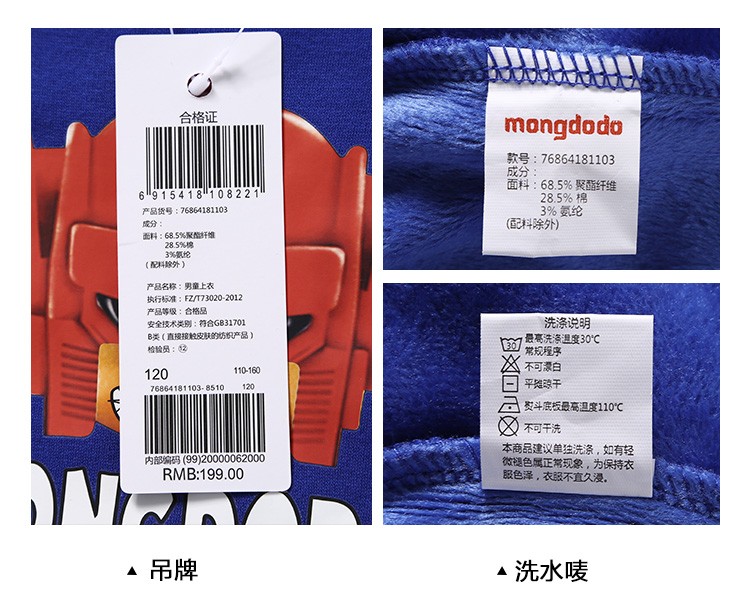 合格证
6 915418 108221
产品货号：76864181103
成分：
面料：68.5%聚酯纤维
28.5%棉
3%氨纶
（配料除外）
产品名称：男童上衣
执行标准：FZ/T73020-2012
产品等级：合格品
安全技术类别：符合GB31701
B类（直接接触皮肤的纺织产品）
检验员：⑫
120 110-160
76864181103-8510 120
内部编码 (99)20000062000
RMB:199.00
mongdodo
款号：76864181103
成分：
面料：68.5% 聚酯纤维
28.5% 棉
3% 氨纶
(配料除外)
洗涤说明
30 最高洗涤温度30℃
常规程序
不可漂白
平摊晾干
熨斗底板最高温度110℃
不可干洗
本商品建议单独洗涤，如有轻
微褪色属正常现象，为保持衣
服色泽，衣服不宜久浸。
▲ 吊牌
▲ 洗水唛